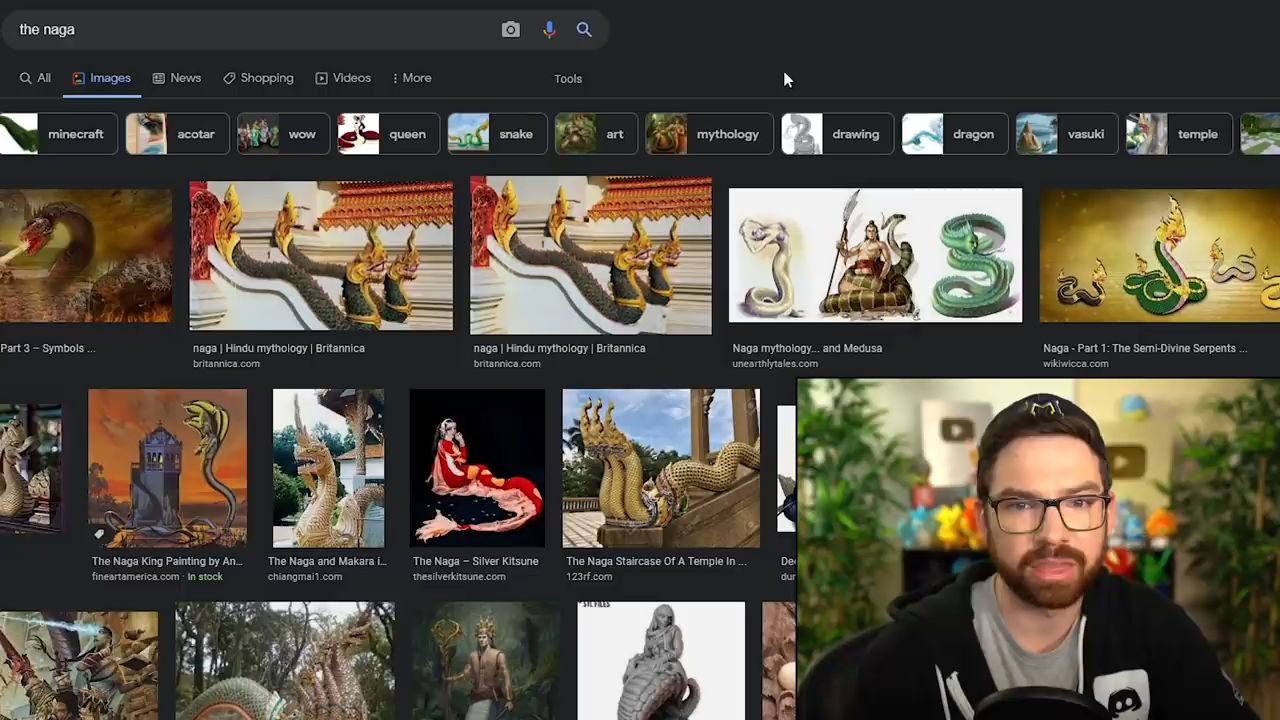 the naga
All
Images
News
Shopping
Videos
More
Tools
minecraft
acotar
wow
queen
snake
art
mythology
drawing
dragon
vasuki
temple
Part 3 – Symbols ...
naga | Hindu mythology | Britannica
britannica.com
naga | Hindu mythology | Britannica
britannica.com
Naga mythology... and Medusa
unearthlytales.com
Naga - Part 1: The Semi-Divine Serpents ...
wikiwicca.com
The Naga King Painting by An...
fineartamerica.com · In stock
The Naga and Makara i...
chiangmai1.com
The Naga – Silver Kitsune
thesilverkitsune.com
The Naga Staircase Of A Temple In ...
123rf.com
De
dur
STL FILES